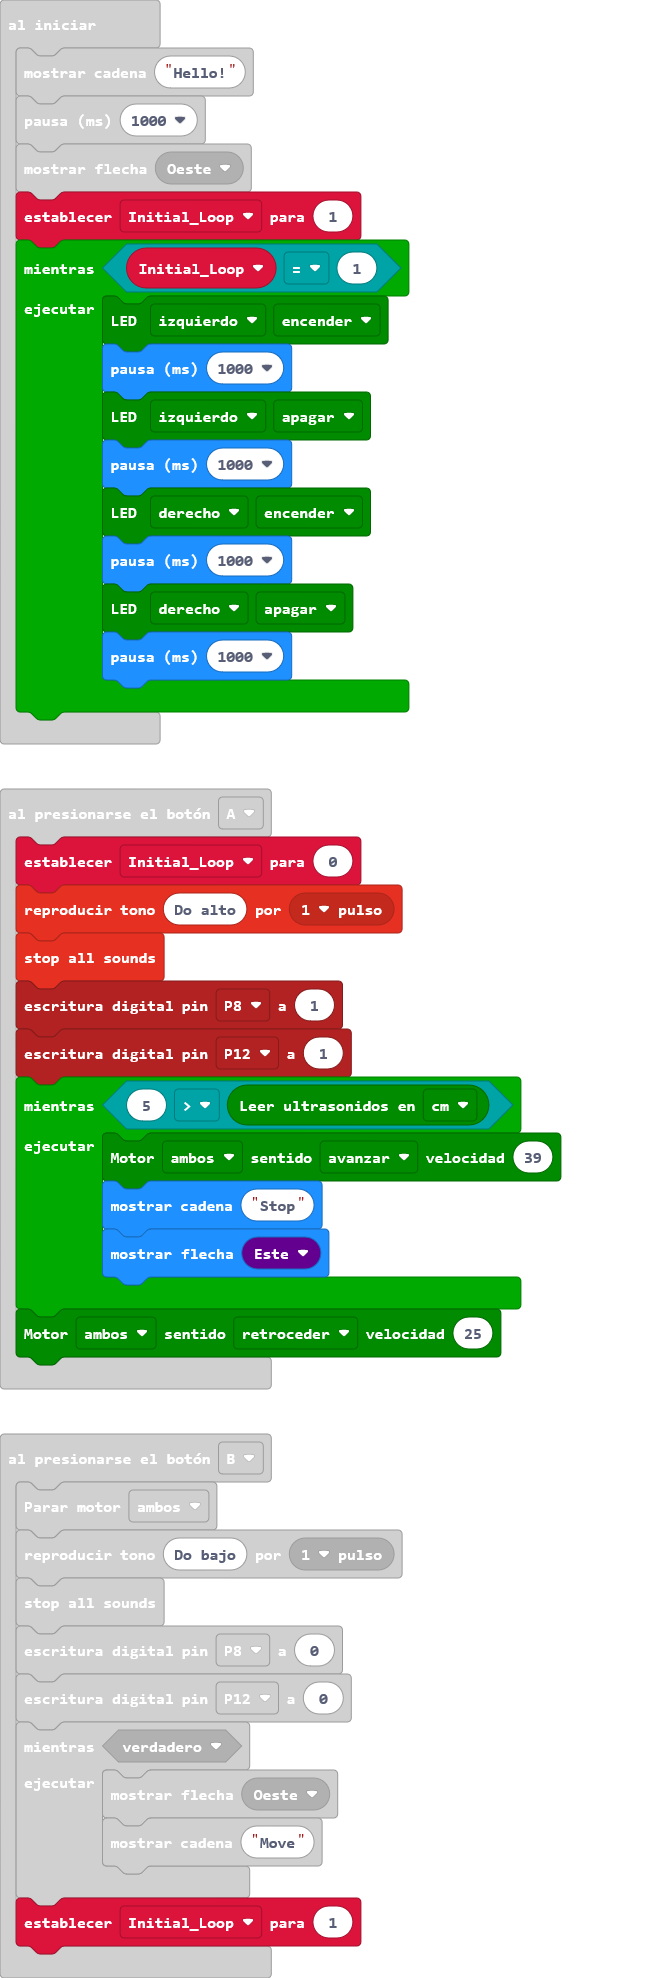 al iniciar
mostrar cadena "Hello!"
pausa (ms) 1000
mostrar flecha Oeste
establecer Initial_Loop para 1
mientras Initial_Loop = 1
ejecutar
LED izquierdo encender
pausa (ms) 1000
LED izquierdo apagar
pausa (ms) 1000
LED derecho encender
pausa (ms) 1000
LED derecho apagar
pausa (ms) 1000
al presionarse el botón A
establecer Initial_Loop para 0
reproducir tono Do alto por 1 pulso
stop all sounds
escritura digital pin P8 a 1
escritura digital pin P12 a 1
mientras 5 > Leer ultrasonidos en cm
ejecutar
Motor ambos sentido avanzar velocidad 39
mostrar cadena "Stop"
mostrar flecha Este
Motor ambos sentido retroceder velocidad 25
al presionarse el botón B
Parar motor ambos
reproducir tono Do bajo por 1 pulso
stop all sounds
escritura digital pin P8 a 0
escritura digital pin P12 a 0
mientras verdadero
ejecutar
mostrar flecha Oeste
mostrar cadena "Move"
establecer Initial_Loop para 1